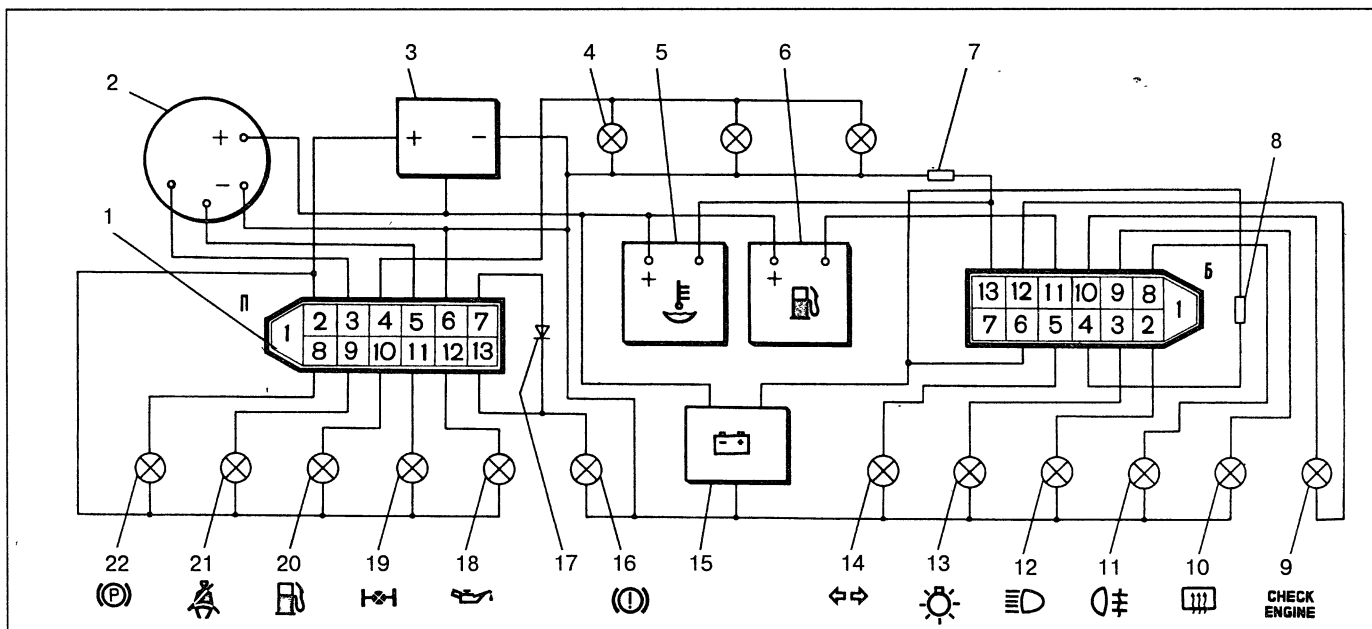 3 4 5 6 7
2 8
+ + −
−
1 + + Б
П
1 2 3 4 5 6 7
8 9 10 11 12 13
13 12 11 10 9 8 1
7 6 5 4 3 2
− +
22 21 20 19 18 17 16 15 14 13 12 11 10 9
(P) (!) CHECK
ENGINE